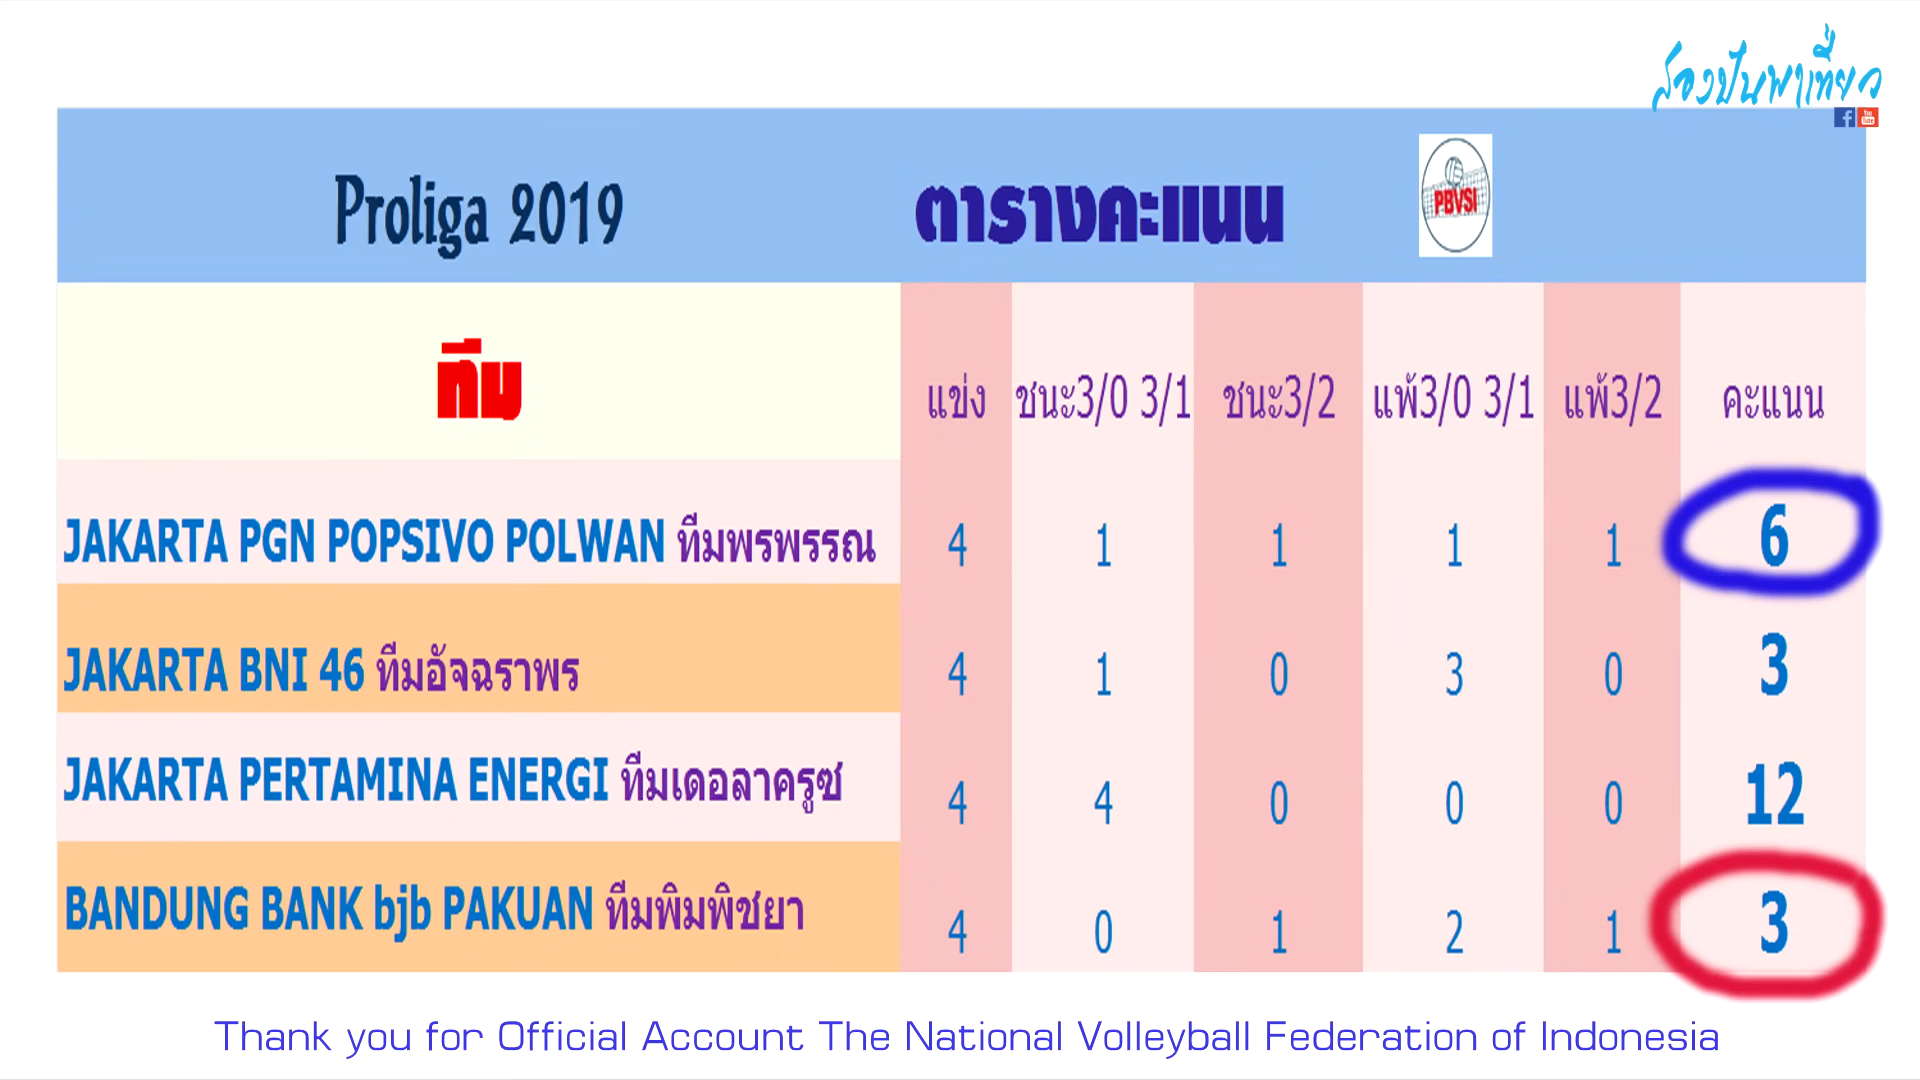 สองปันพาเที่ยว
f You Tube
Proliga 2019 ตารางคะแนน PBVSI
ทีม แข่ง ชนะ3/0 3/1 ชนะ3/2 แพ้3/0 3/1 แพ้3/2 คะแนน
JAKARTA PGN POPSIVO POLWAN ทีมพรพรรณ 4 1 1 1 1 6
JAKARTA BNI 46 ทีมอัจฉราพร 4 1 0 3 0 3
JAKARTA PERTAMINA ENERGI ทีมเดอลาครูซ 4 4 0 0 0 12
BANDUNG BANK bjb PAKUAN ทีมพิมพิชยา 4 0 1 2 1 3
Thank you for Official Account The National Volleyball Federation of Indonesia